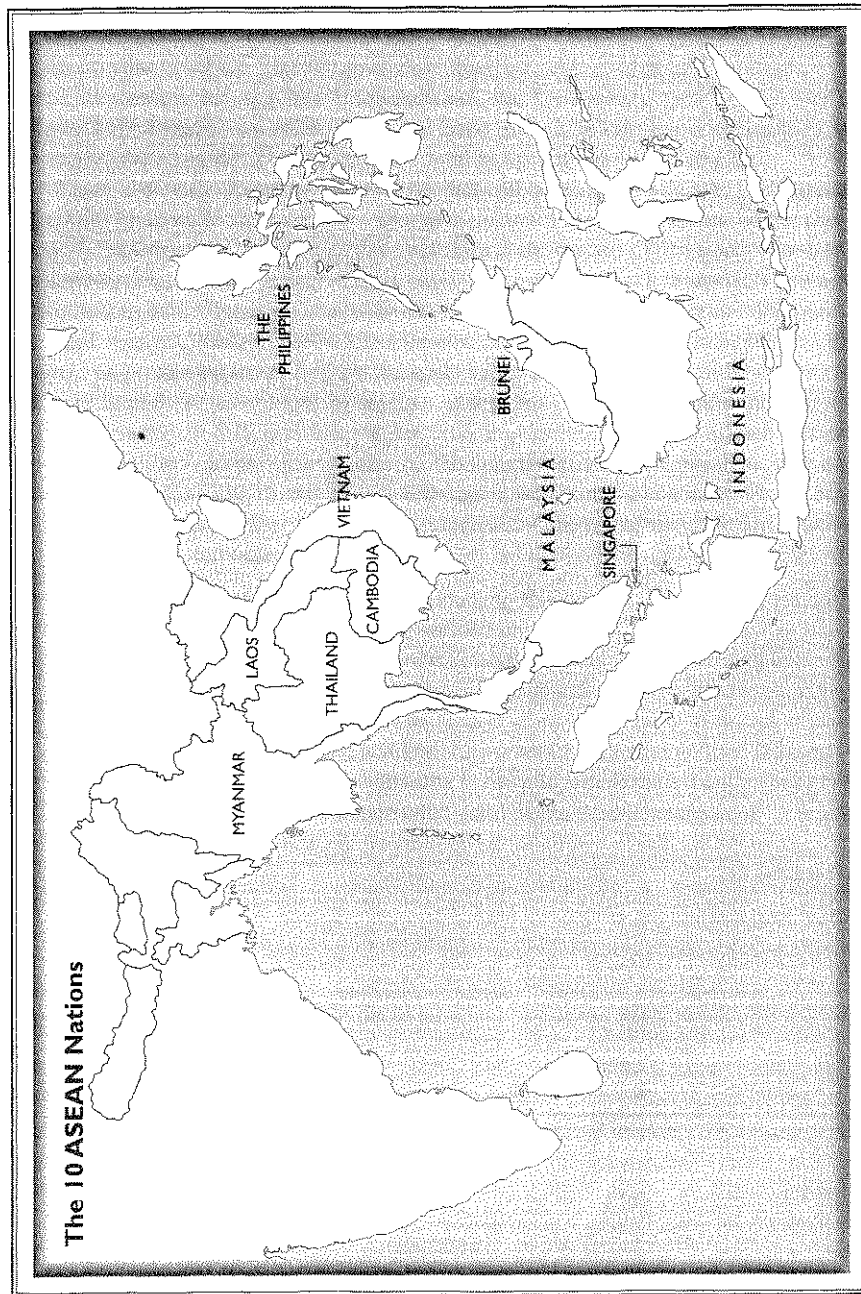 The 10 ASEAN Nations
MYANMAR
LAOS
THAILAND
VIETNAM
CAMBODIA
THE
PHILIPPINES
BRUNEI
MALAYSIA
SINGAPORE
INDONESIA